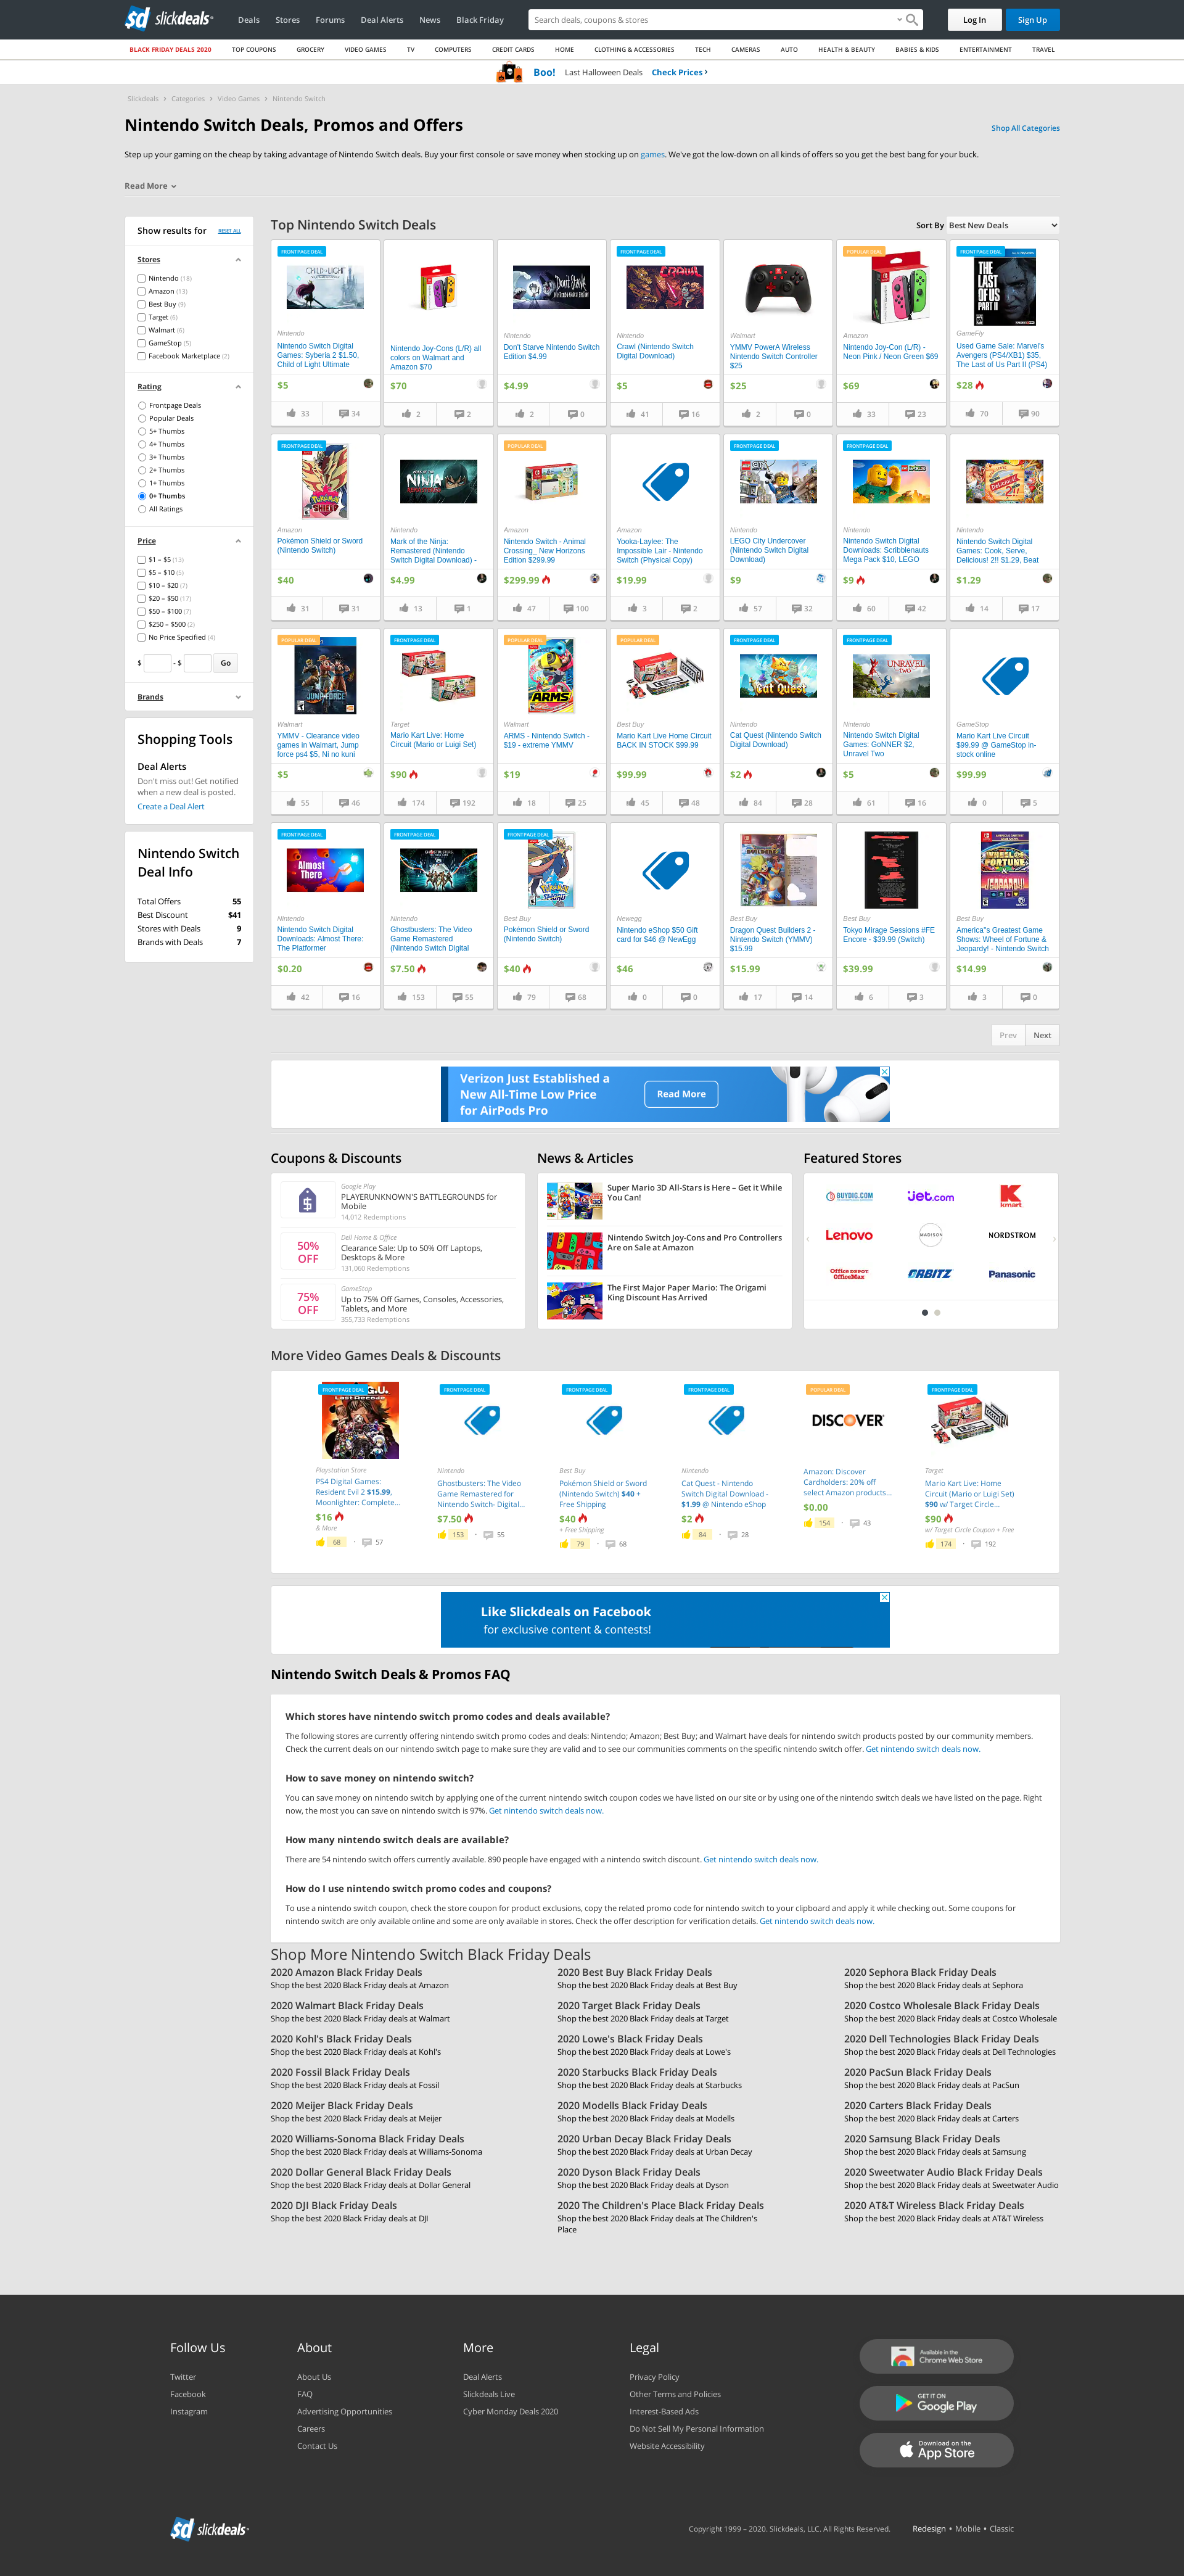 slickdeals
Deals Stores Forums Deal Alerts News Black Friday
Search deals, coupons & stores
Log In Sign Up
BLACK FRIDAY DEALS 2020 TOP COUPONS GROCERY VIDEO GAMES TV COMPUTERS CREDIT CARDS HOME CLOTHING & ACCESSORIES TECH CAMERAS AUTO HEALTH & BEAUTY BABIES & KIDS ENTERTAINMENT TRAVEL
Boo! Last Halloween Deals Check Prices ›
Slickdeals › Categories › Video Games › Nintendo Switch
Nintendo Switch Deals, Promos and Offers
Shop All Categories
Step up your gaming on the cheap by taking advantage of Nintendo Switch deals. Buy your first console or save money when stocking up on games. We've got the low-down on all kinds of offers so you get the best bang for your buck.
Read More
Show results for RESET ALL
Stores
Nintendo (18)
Amazon (13)
Best Buy (9)
Target (6)
Walmart (6)
GameStop (5)
Facebook Marketplace (2)
Rating
Frontpage Deals
Popular Deals
5+ Thumbs
4+ Thumbs
3+ Thumbs
2+ Thumbs
1+ Thumbs
0+ Thumbs
All Ratings
Price
$1 – $5 (13)
$5 – $10 (5)
$10 – $20 (7)
$20 – $50 (17)
$50 – $100 (7)
$250 – $500 (2)
No Price Specified (4)
$ - $ Go
Brands
Shopping Tools
Deal Alerts
Don't miss out! Get notified
when a new deal is posted.
Create a Deal Alert
Nintendo Switch
Deal Info
Total Offers 55
Best Discount $41
Stores with Deals 9
Brands with Deals 7
Top Nintendo Switch Deals
Sort By Best New Deals
FRONTPAGE DEAL
CHILD of LIGHT
Nintendo
Nintendo Switch Digital
Games: Syberia 2 $1.50,
Child of Light Ultimate
$5
33 34
Nintendo Joy-Cons (L/R) all
colors on Walmart and
Amazon $70
$70
2 2
Don't Starve
Nintendo
Don't Starve Nintendo Switch
Edition $4.99
$4.99
2 0
FRONTPAGE DEAL
CRAWL
Nintendo
Crawl (Nintendo Switch
Digital Download)
$5
41 16
Walmart
YMMV PowerA Wireless
Nintendo Switch Controller
$25
$25
2 0
POPULAR DEAL
Amazon
Nintendo Joy-Con (L/R) -
Neon Pink / Neon Green $69
$69
33 23
FRONTPAGE DEAL
THE
LAST
OF US
PART II
GameFly
Used Game Sale: Marvel's
Avengers (PS4/XB1) $35,
The Last of Us Part II (PS4)
$28
70 90
FRONTPAGE DEAL
Pokémon
SHIELD
Amazon
Pokémon Shield or Sword
(Nintendo Switch)
$40
31 31
NINJA
Nintendo
Mark of the Ninja:
Remastered (Nintendo
Switch Digital Download) -
$4.99
13 1
POPULAR DEAL
Amazon
Nintendo Switch - Animal
Crossing_ New Horizons
Edition $299.99
$299.99
47 100
Amazon
Yooka-Laylee: The
Impossible Lair - Nintendo
Switch (Physical Copy)
$19.99
3 2
FRONTPAGE DEAL
Nintendo
LEGO City Undercover
(Nintendo Switch Digital
Download)
$9
57 32
FRONTPAGE DEAL
Nintendo
Nintendo Switch Digital
Downloads: Scribblenauts
Mega Pack $10, LEGO
$9
60 42
Nintendo
Nintendo Switch Digital
Games: Cook, Serve,
Delicious! 2!! $1.29, Beat
$1.29
14 17
POPULAR DEAL
JUMP FORCE
Walmart
YMMV - Clearance video
games in Walmart, Jump
force ps4 $5, Ni no kuni
$5
55 46
FRONTPAGE DEAL
Target
Mario Kart Live: Home
Circuit (Mario or Luigi Set)
$90
174 192
POPULAR DEAL
ARMS
Walmart
ARMS - Nintendo Switch -
$19 - extreme YMMV
$19
18 25
POPULAR DEAL
Best Buy
Mario Kart Live Home Circuit
BACK IN STOCK $99.99
$99.99
45 48
FRONTPAGE DEAL
Cat Quest
Nintendo
Cat Quest (Nintendo Switch
Digital Download)
$2
84 28
FRONTPAGE DEAL
UNRAVEL
TWO
Nintendo
Nintendo Switch Digital
Games: GoNNER $2,
Unravel Two
$5
61 16
GameStop
Mario Kart Live Circuit
$99.99 @ GameStop in-
stock online
$99.99
0 5
FRONTPAGE DEAL
Almost
There
Nintendo
Nintendo Switch Digital
Downloads: Almost There:
The Platformer
$0.20
42 16
FRONTPAGE DEAL
Nintendo
Ghostbusters: The Video
Game Remastered
(Nintendo Switch Digital
$7.50
153 55
FRONTPAGE DEAL
Pokémon
Best Buy
Pokémon Shield or Sword
(Nintendo Switch)
$40
79 68
Newegg
Nintendo eShop $50 Gift
card for $46 @ NewEgg
$46
0 0
BUILDERS
Best Buy
Dragon Quest Builders 2 -
Nintendo Switch (YMMV)
$15.99
$15.99
17 14
Best Buy
Tokyo Mirage Sessions #FE
Encore - $39.99 (Switch)
$39.99
6 3
WHEEL OF
FORTUNE
JEOPARDY!
Best Buy
America"s Greatest Game
Shows: Wheel of Fortune &
Jeopardy! - Nintendo Switch
$14.99
3 0
Prev Next
Verizon Just Established a
New All-Time Low Price
for AirPods Pro
Read More
Coupons & Discounts
Google Play
PLAYERUNKNOWN'S BATTLEGROUNDS for
Mobile
14,012 Redemptions
50%
OFF
Dell Home & Office
Clearance Sale: Up to 50% Off Laptops,
Desktops & More
131,060 Redemptions
75%
OFF
GameStop
Up to 75% Off Games, Consoles, Accessories,
Tablets, and More
355,733 Redemptions
News & Articles
Super Mario 3D All-Stars is Here – Get it While
You Can!
Nintendo Switch Joy-Cons and Pro Controllers
Are on Sale at Amazon
The First Major Paper Mario: The Origami
King Discount Has Arrived
Featured Stores
BUYDIG.COM Jet.com Kmart
Lenovo MADISON NORDSTROM
Office DEPOT
OfficeMax
ORBITZ Panasonic
More Video Games Deals & Discounts
FRONTPAGE DEAL
Playstation Store
PS4 Digital Games:
Resident Evil 2 $15.99,
Moonlighter: Complete...
$16
& More
68 · 57
FRONTPAGE DEAL
Nintendo
Ghostbusters: The Video
Game Remastered for
Nintendo Switch- Digital...
$7.50
153 · 55
FRONTPAGE DEAL
Best Buy
Pokémon Shield or Sword
(Nintendo Switch) $40 +
Free Shipping
$40
+ Free Shipping
79 · 68
FRONTPAGE DEAL
Nintendo
Cat Quest - Nintendo
Switch Digital Download -
$1.99 @ Nintendo eShop
$2
84 · 28
POPULAR DEAL
DISCOVER
Amazon: Discover
Cardholders: 20% off
select Amazon products...
$0.00
154 · 43
FRONTPAGE DEAL
Target
Mario Kart Live: Home
Circuit (Mario or Luigi Set)
$90 w/ Target Circle...
$90
w/ Target Circle Coupon + Free
174 · 192
Like Slickdeals on Facebook
for exclusive content & contests!
Nintendo Switch Deals & Promos FAQ
Which stores have nintendo switch promo codes and deals available?
The following stores are currently offering nintendo switch promo codes and deals: Nintendo; Amazon; Best Buy; and Walmart have deals for nintendo switch products posted by our community members.
Check the current deals on our nintendo switch page to make sure they are valid and to see our communities comments on the specific nintendo switch offer. Get nintendo switch deals now.
How to save money on nintendo switch?
You can save money on nintendo switch by applying one of the current nintendo switch coupon codes we have listed on our site or by using one of the nintendo switch deals we have listed on the page. Right
now, the most you can save on nintendo switch is 97%. Get nintendo switch deals now.
How many nintendo switch deals are available?
There are 54 nintendo switch offers currently available. 890 people have engaged with a nintendo switch discount. Get nintendo switch deals now.
How do I use nintendo switch promo codes and coupons?
To use a nintendo switch coupon, check the store coupon for product exclusions, copy the related promo code for nintendo switch to your clipboard and apply it while checking out. Some coupons for
nintendo switch are only available online and some are only available in stores. Check the offer description for verification details. Get nintendo switch deals now.
Shop More Nintendo Switch Black Friday Deals
2020 Amazon Black Friday Deals
Shop the best 2020 Black Friday deals at Amazon
2020 Best Buy Black Friday Deals
Shop the best 2020 Black Friday deals at Best Buy
2020 Sephora Black Friday Deals
Shop the best 2020 Black Friday deals at Sephora
2020 Walmart Black Friday Deals
Shop the best 2020 Black Friday deals at Walmart
2020 Target Black Friday Deals
Shop the best 2020 Black Friday deals at Target
2020 Costco Wholesale Black Friday Deals
Shop the best 2020 Black Friday deals at Costco Wholesale
2020 Kohl's Black Friday Deals
Shop the best 2020 Black Friday deals at Kohl's
2020 Lowe's Black Friday Deals
Shop the best 2020 Black Friday deals at Lowe's
2020 Dell Technologies Black Friday Deals
Shop the best 2020 Black Friday deals at Dell Technologies
2020 Fossil Black Friday Deals
Shop the best 2020 Black Friday deals at Fossil
2020 Starbucks Black Friday Deals
Shop the best 2020 Black Friday deals at Starbucks
2020 PacSun Black Friday Deals
Shop the best 2020 Black Friday deals at PacSun
2020 Meijer Black Friday Deals
Shop the best 2020 Black Friday deals at Meijer
2020 Modells Black Friday Deals
Shop the best 2020 Black Friday deals at Modells
2020 Carters Black Friday Deals
Shop the best 2020 Black Friday deals at Carters
2020 Williams-Sonoma Black Friday Deals
Shop the best 2020 Black Friday deals at Williams-Sonoma
2020 Urban Decay Black Friday Deals
Shop the best 2020 Black Friday deals at Urban Decay
2020 Samsung Black Friday Deals
Shop the best 2020 Black Friday deals at Samsung
2020 Dollar General Black Friday Deals
Shop the best 2020 Black Friday deals at Dollar General
2020 Dyson Black Friday Deals
Shop the best 2020 Black Friday deals at Dyson
2020 Sweetwater Audio Black Friday Deals
Shop the best 2020 Black Friday deals at Sweetwater Audio
2020 DJI Black Friday Deals
Shop the best 2020 Black Friday deals at DJI
2020 The Children's Place Black Friday Deals
Shop the best 2020 Black Friday deals at The Children's
Place
2020 AT&T Wireless Black Friday Deals
Shop the best 2020 Black Friday deals at AT&T Wireless
Follow Us
Twitter
Facebook
Instagram
About
About Us
FAQ
Advertising Opportunities
Careers
Contact Us
More
Deal Alerts
Slickdeals Live
Cyber Monday Deals 2020
Legal
Privacy Policy
Other Terms and Policies
Interest-Based Ads
Do Not Sell My Personal Information
Website Accessibility
Available in the
Chrome Web Store
GET IT ON
Google Play
Download on the
App Store
slickdeals
Copyright 1999 – 2020. Slickdeals, LLC. All Rights Reserved. Redesign • Mobile • Classic